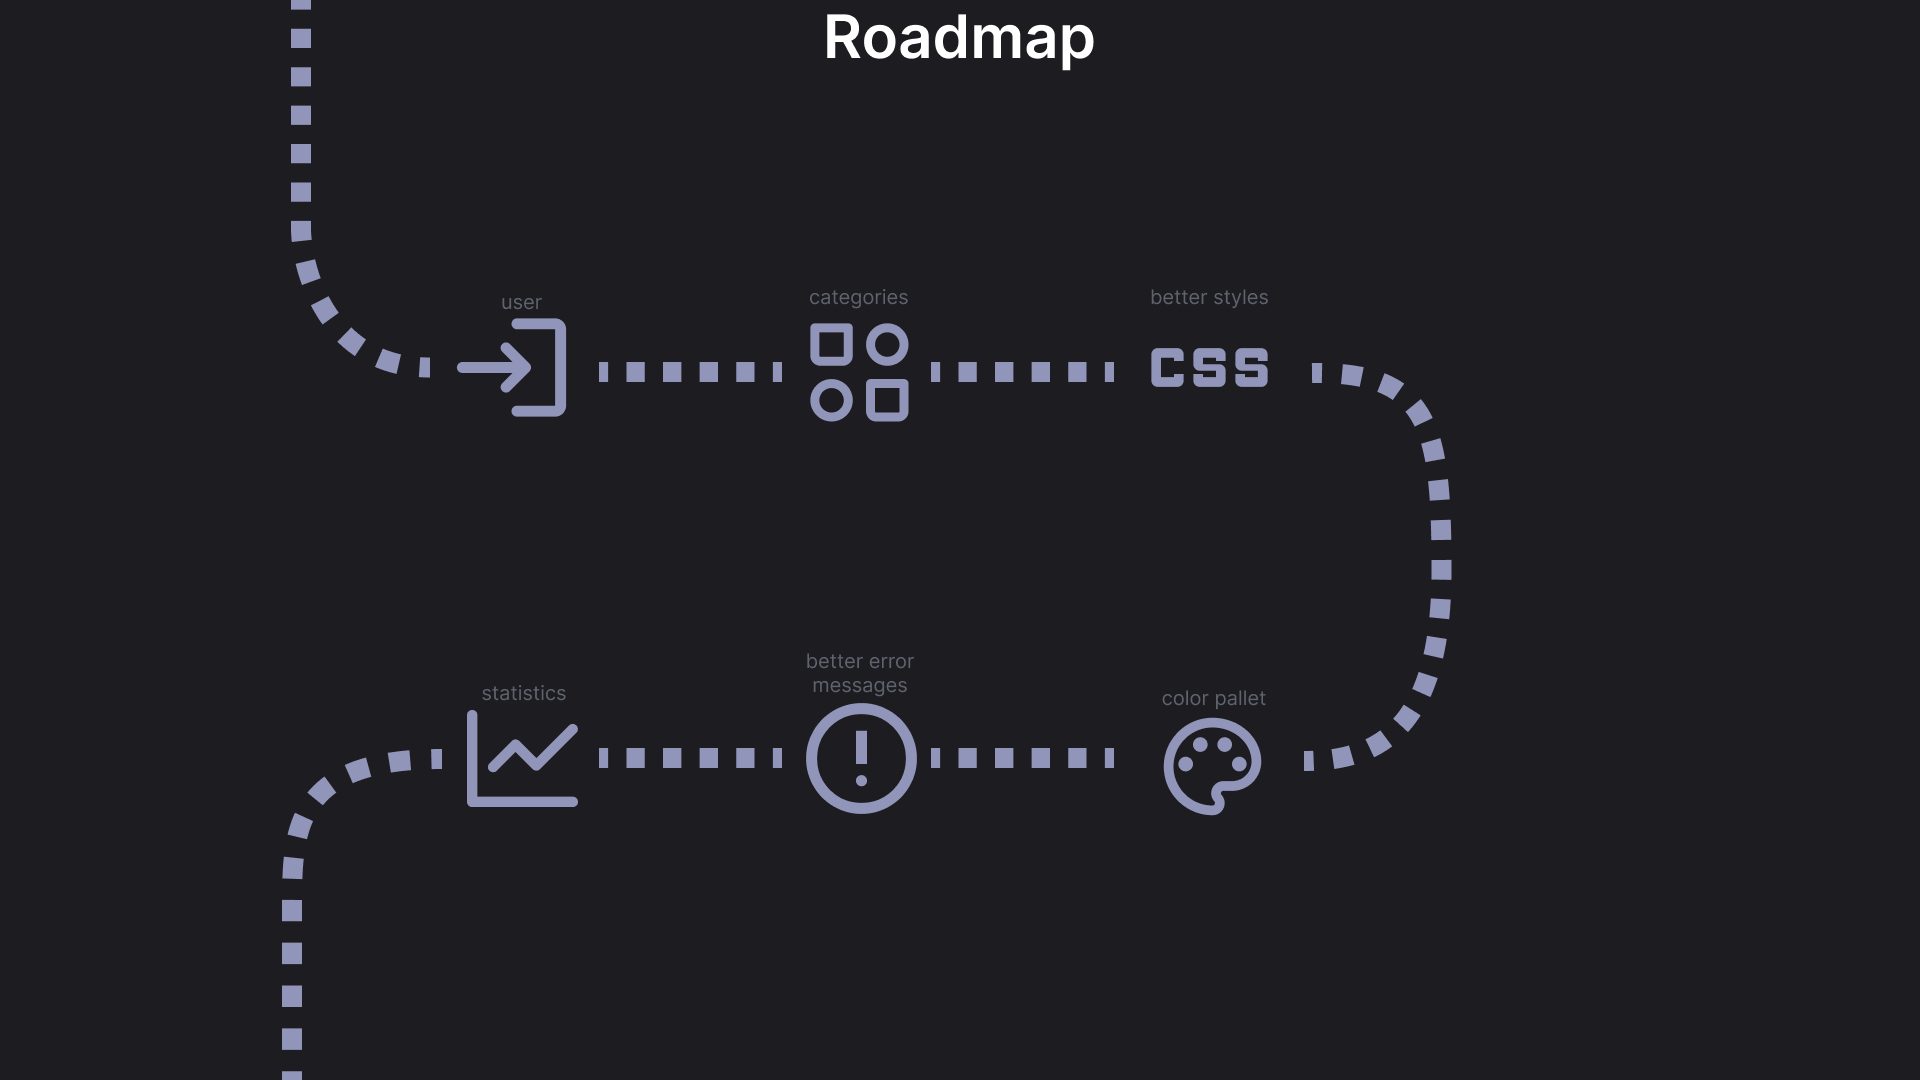 Roadmap
user
categories
better styles
CSS
statistics
better error
messages
color pallet